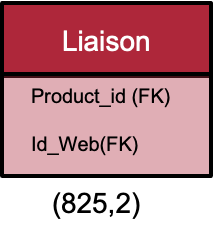 Liaison
Product_id (FK)
Id_Web(FK)
(825,2)